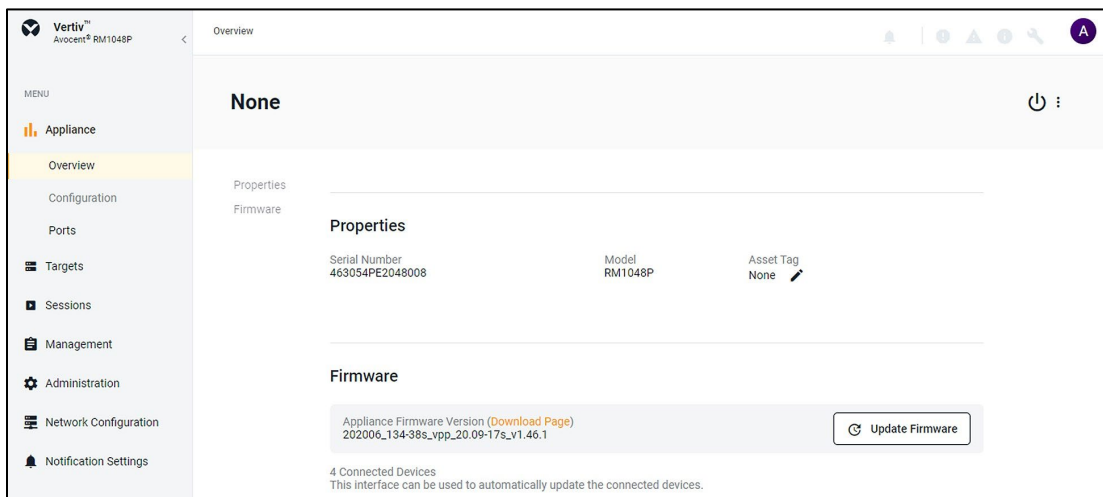 Vertiv™
Avocent® RM1048P
Overview
A
MENU
Appliance
Overview
Configuration
Ports
Targets
Sessions
Management
Administration
Network Configuration
Notification Settings
None
Properties
Firmware
Properties
Serial Number Model Asset Tag
463054PE2048008 RM1048P None
Firmware
Appliance Firmware Version (Download Page)
202006_134-38s_vpp_20.09-17s_v1.46.1
Update Firmware
4 Connected Devices
This interface can be used to automatically update the connected devices.